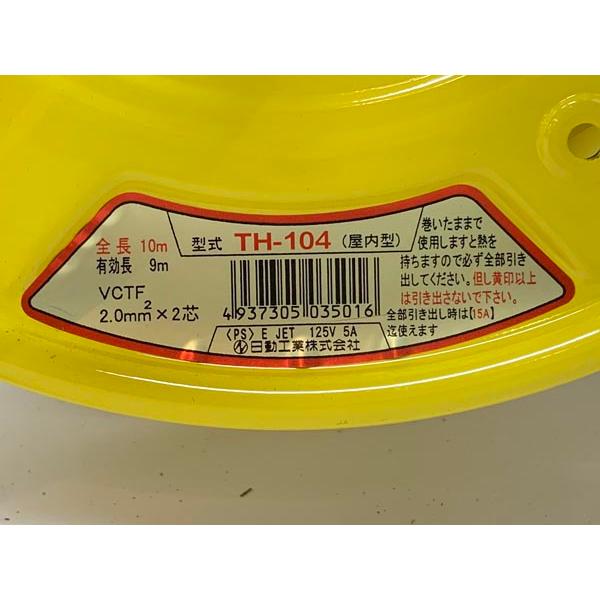 全長 10m
有効長 9m
VCTF
2.0mm²×2芯
型式 TH-104 (屋内型)
4937305 035016
〈PS〉E JET 125V 5A
日動工業株式会社
巻いたままで
使用しますと熱を
持ちますので必ず全部引き
出してください。但し黄印以上
は引き出さないで下さい。
全部引き出し時は【15A】
迄使えます